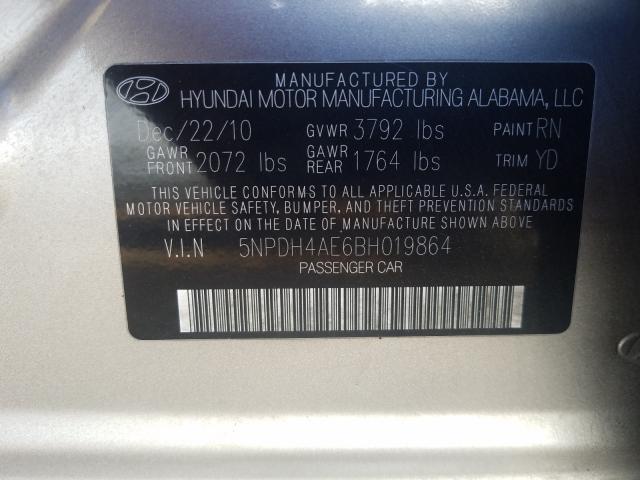 MANUFACTURED BY
HYUNDAI MOTOR MANUFACTURING ALABAMA, LLC
Dec/22/10 GVWR 3792 lbs PAINT RN
GAWR FRONT 2072 lbs GAWR REAR 1764 lbs TRIM YD
THIS VEHICLE CONFORMS TO ALL APPLICABLE U.S.A. FEDERAL
MOTOR VEHICLE SAFETY, BUMPER, AND THEFT PREVENTION STANDARDS
IN EFFECT ON THE DATE OF MANUFACTURE SHOWN ABOVE.
V.I.N 5NPDH4AE6BH019864
PASSENGER CAR